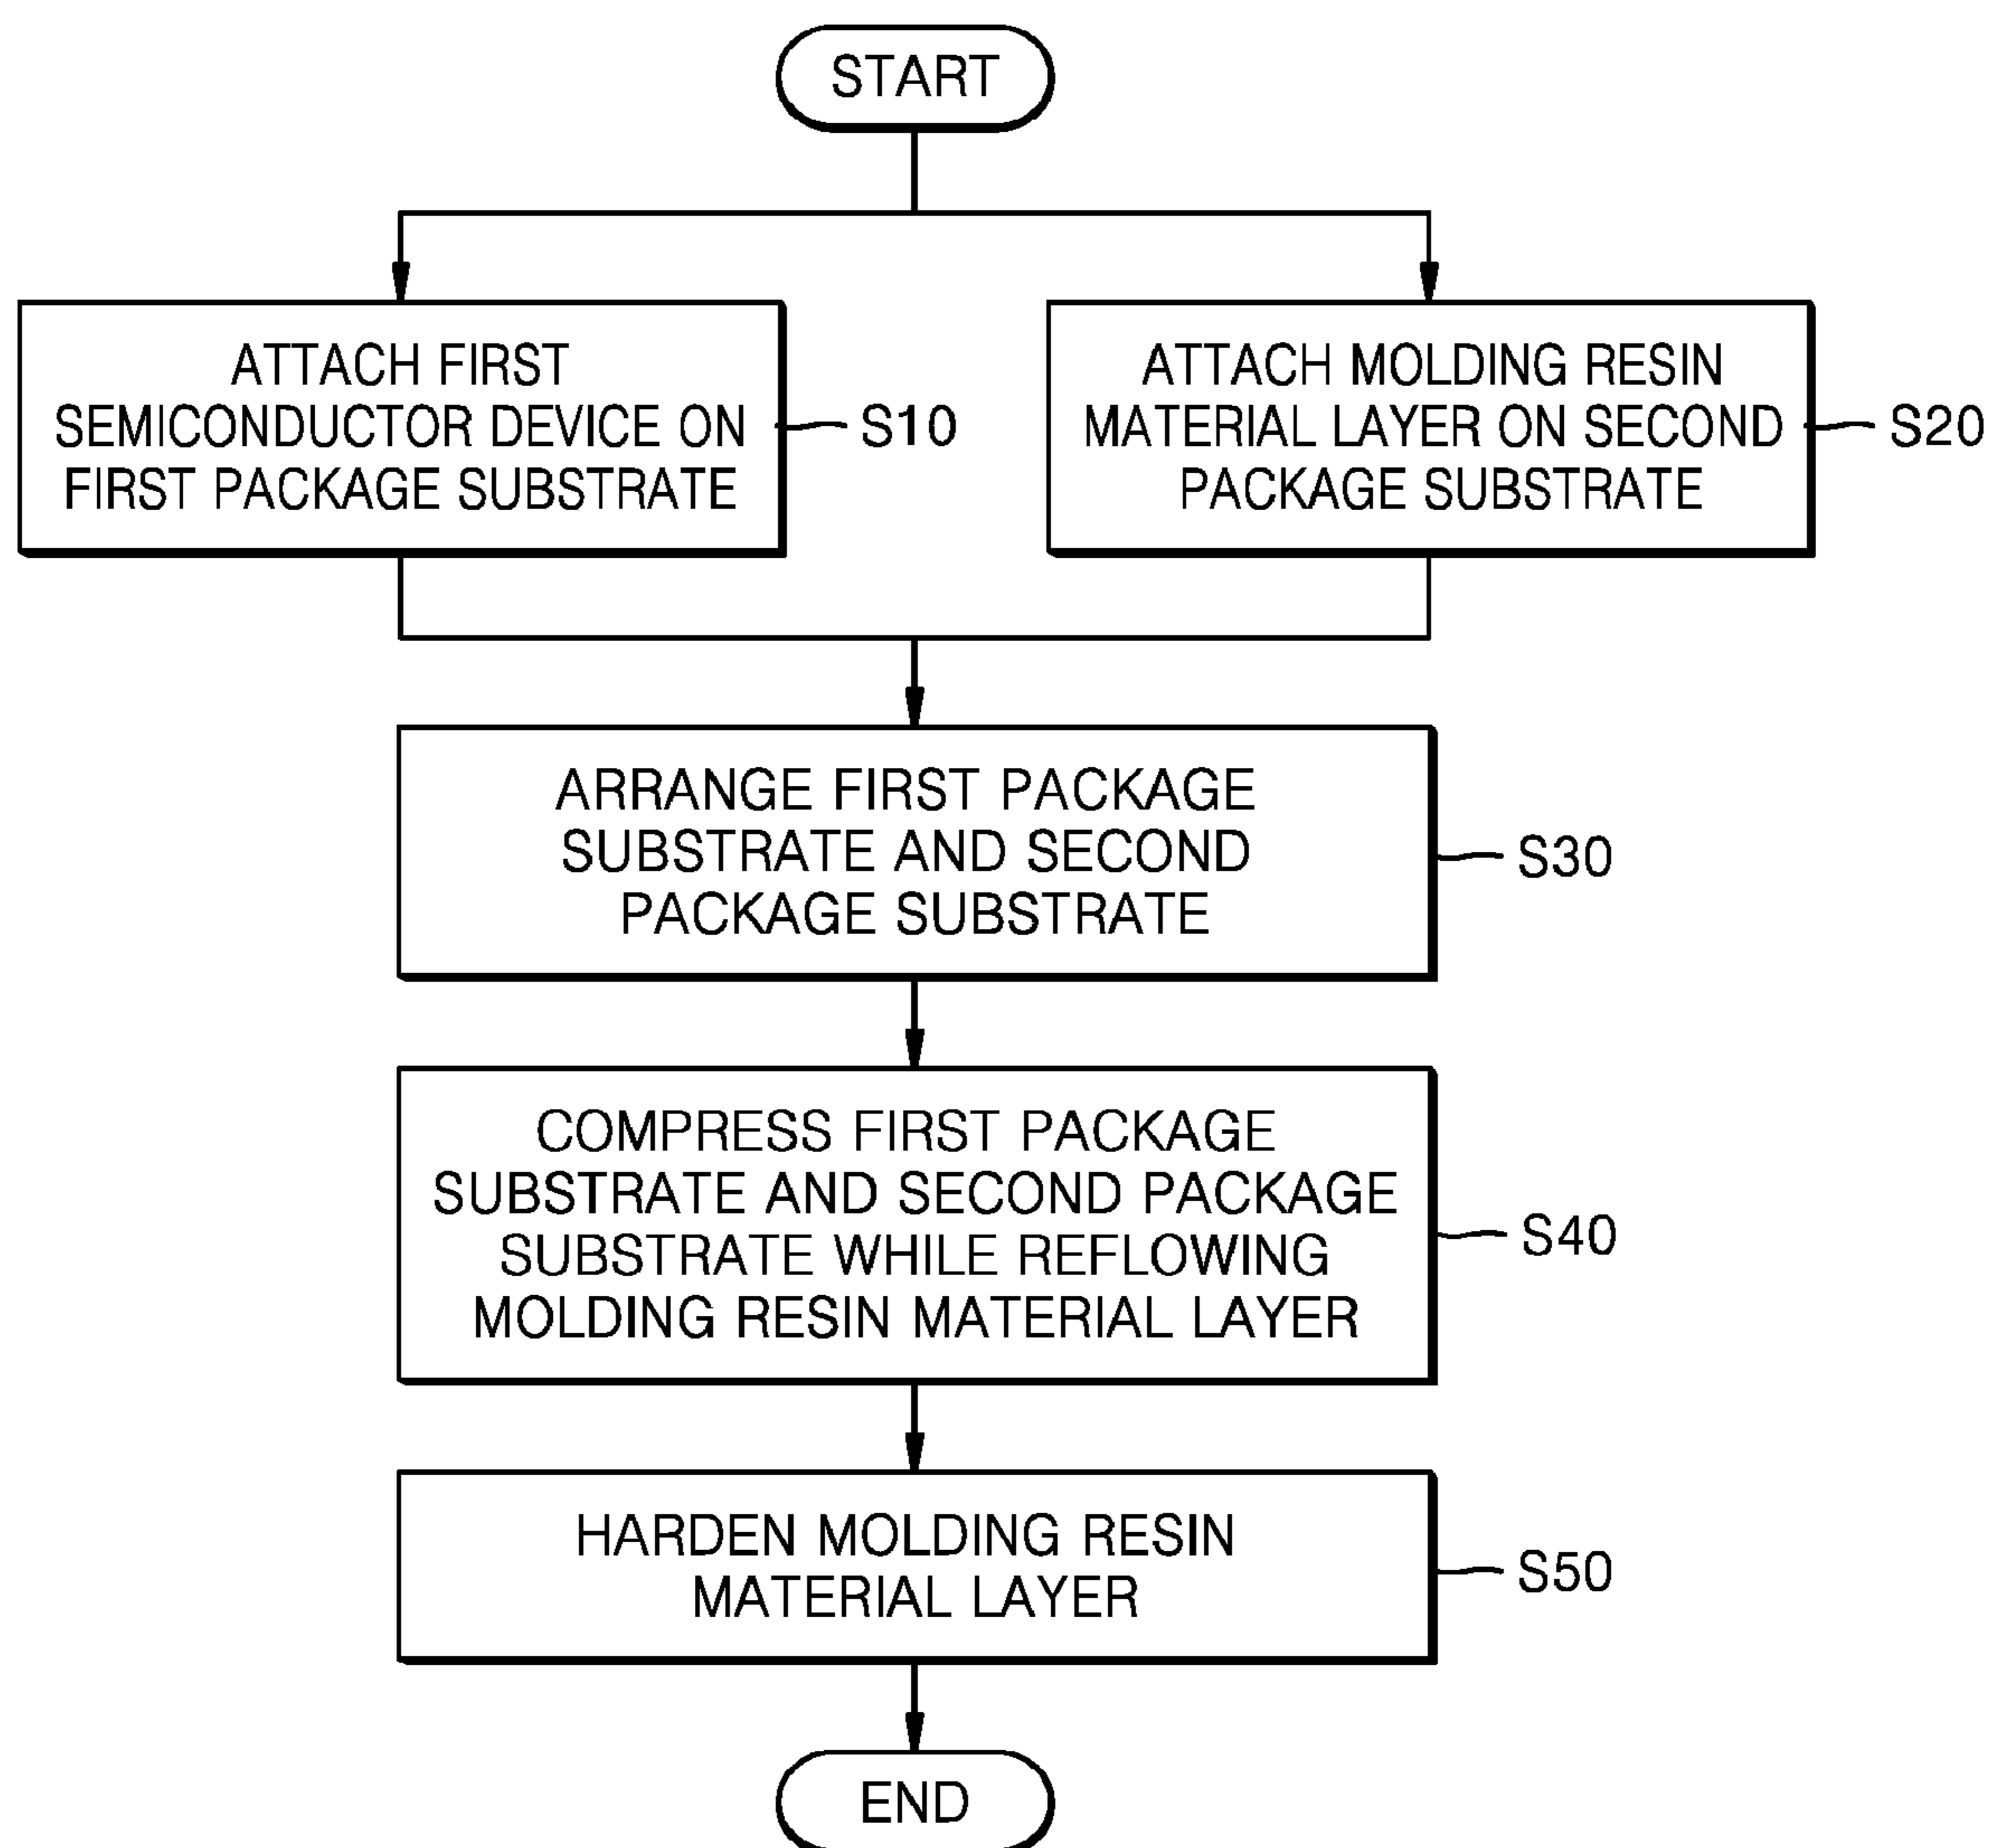 START
ATTACH FIRST
SEMICONDUCTOR DEVICE ON
FIRST PACKAGE SUBSTRATE
S10
ATTACH MOLDING RESIN
MATERIAL LAYER ON SECOND
PACKAGE SUBSTRATE
S20
ARRANGE FIRST PACKAGE
SUBSTRATE AND SECOND
PACKAGE SUBSTRATE
S30
COMPRESS FIRST PACKAGE
SUBSTRATE AND SECOND PACKAGE
SUBSTRATE WHILE REFLOWING
MOLDING RESIN MATERIAL LAYER
S40
HARDEN MOLDING RESIN
MATERIAL LAYER
S50
END